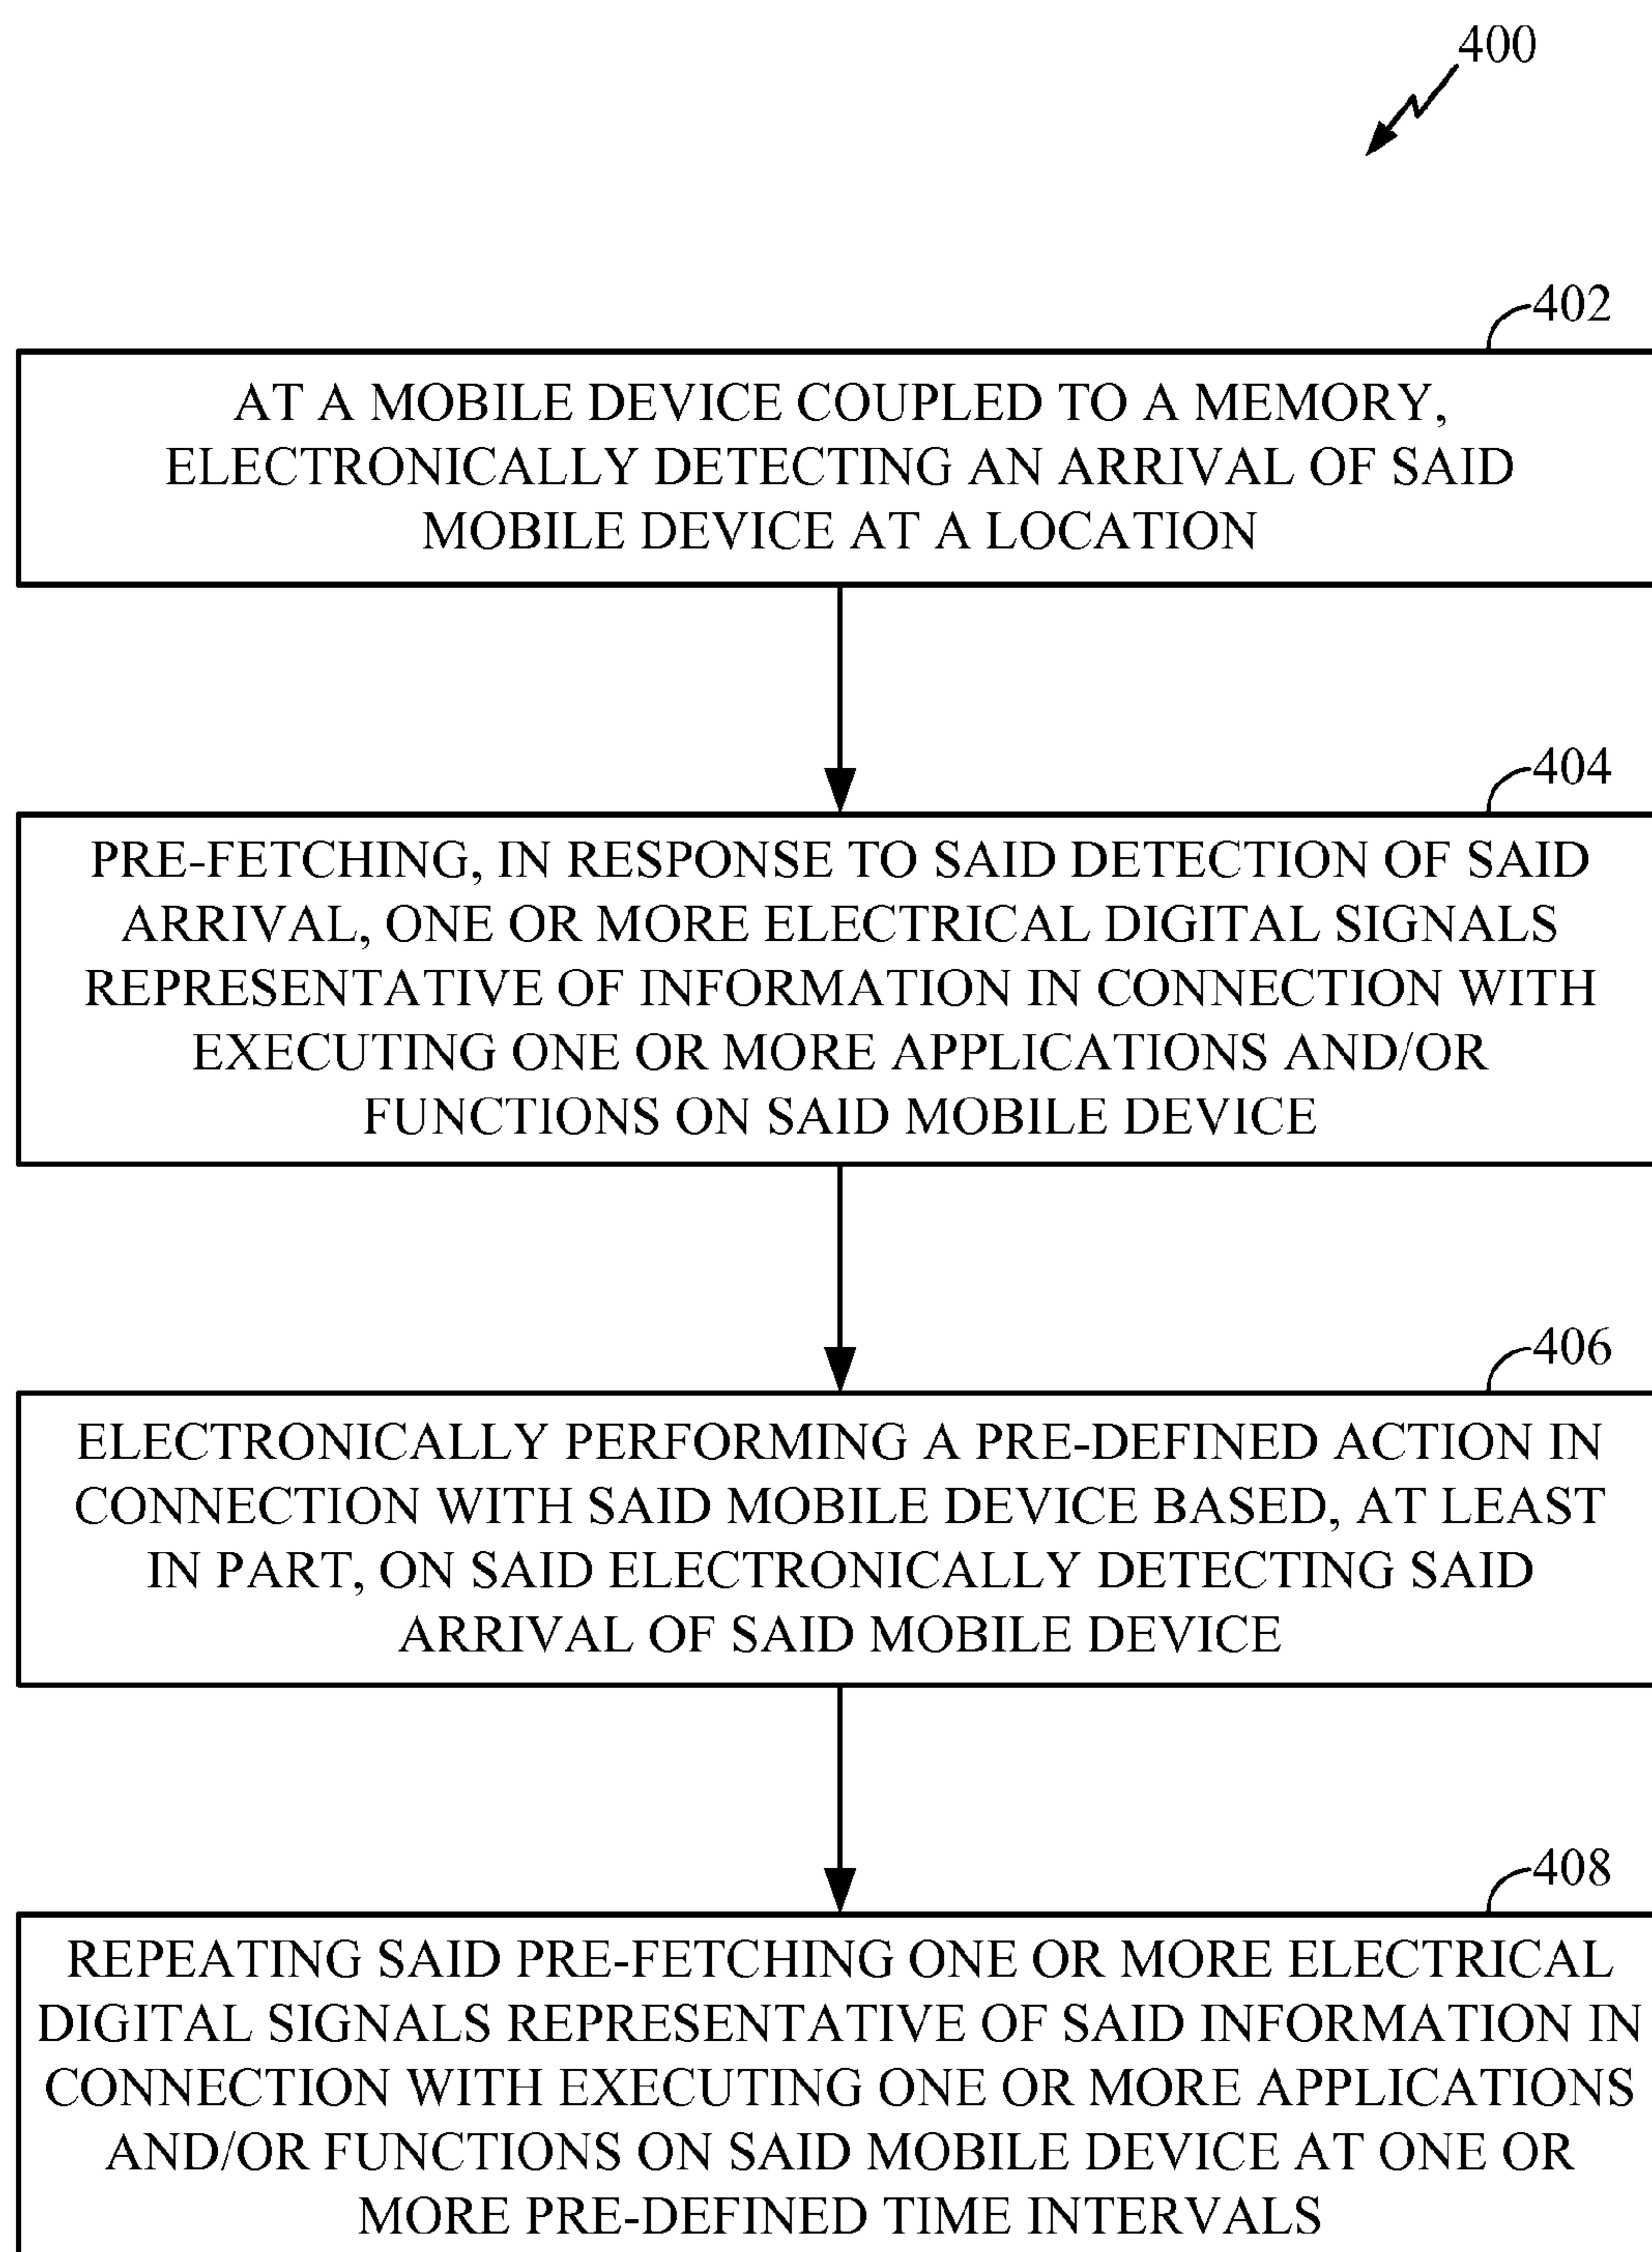 400
402
AT A MOBILE DEVICE COUPLED TO A MEMORY,
ELECTRONICALLY DETECTING AN ARRIVAL OF SAID
MOBILE DEVICE AT A LOCATION
404
PRE-FETCHING, IN RESPONSE TO SAID DETECTION OF SAID
ARRIVAL, ONE OR MORE ELECTRICAL DIGITAL SIGNALS
REPRESENTATIVE OF INFORMATION IN CONNECTION WITH
EXECUTING ONE OR MORE APPLICATIONS AND/OR
FUNCTIONS ON SAID MOBILE DEVICE
406
ELECTRONICALLY PERFORMING A PRE-DEFINED ACTION IN
CONNECTION WITH SAID MOBILE DEVICE BASED, AT LEAST
IN PART, ON SAID ELECTRONICALLY DETECTING SAID
ARRIVAL OF SAID MOBILE DEVICE
408
REPEATING SAID PRE-FETCHING ONE OR MORE ELECTRICAL
DIGITAL SIGNALS REPRESENTATIVE OF SAID INFORMATION IN
CONNECTION WITH EXECUTING ONE OR MORE APPLICATIONS
AND/OR FUNCTIONS ON SAID MOBILE DEVICE AT ONE OR
MORE PRE-DEFINED TIME INTERVALS